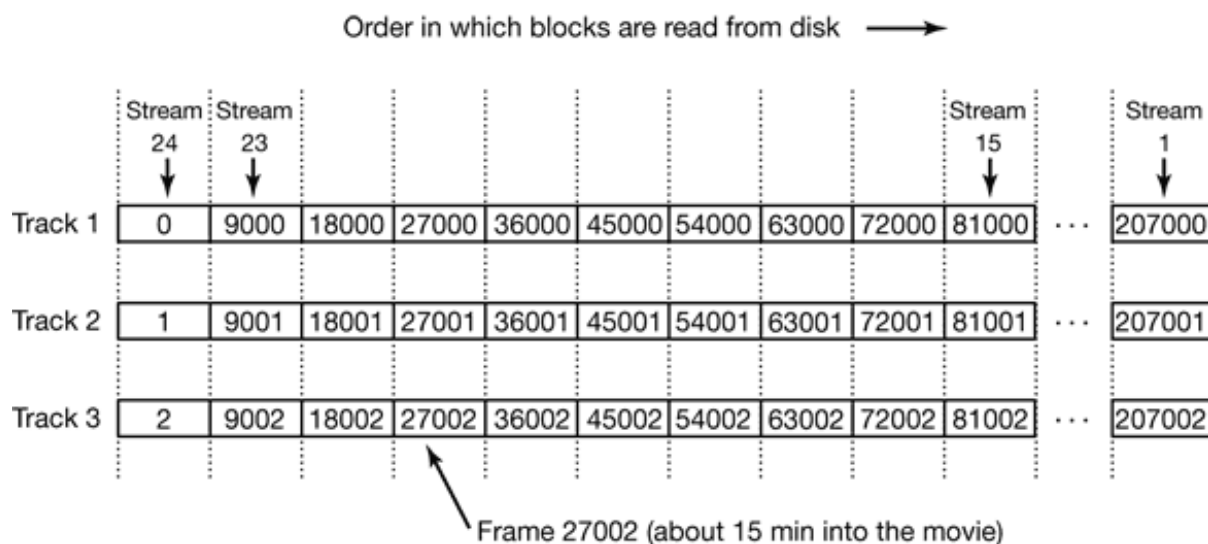 Order in which blocks are read from disk
Stream Stream Stream Stream
24 23 15 1
Track 1 0 9000 18000 27000 36000 45000 54000 63000 72000 81000 ... 207000
Track 2 1 9001 18001 27001 36001 45001 54001 63001 72001 81001 ... 207001
Track 3 2 9002 18002 27002 36002 45002 54002 63002 72002 81002 ... 207002
Frame 27002 (about 15 min into the movie)